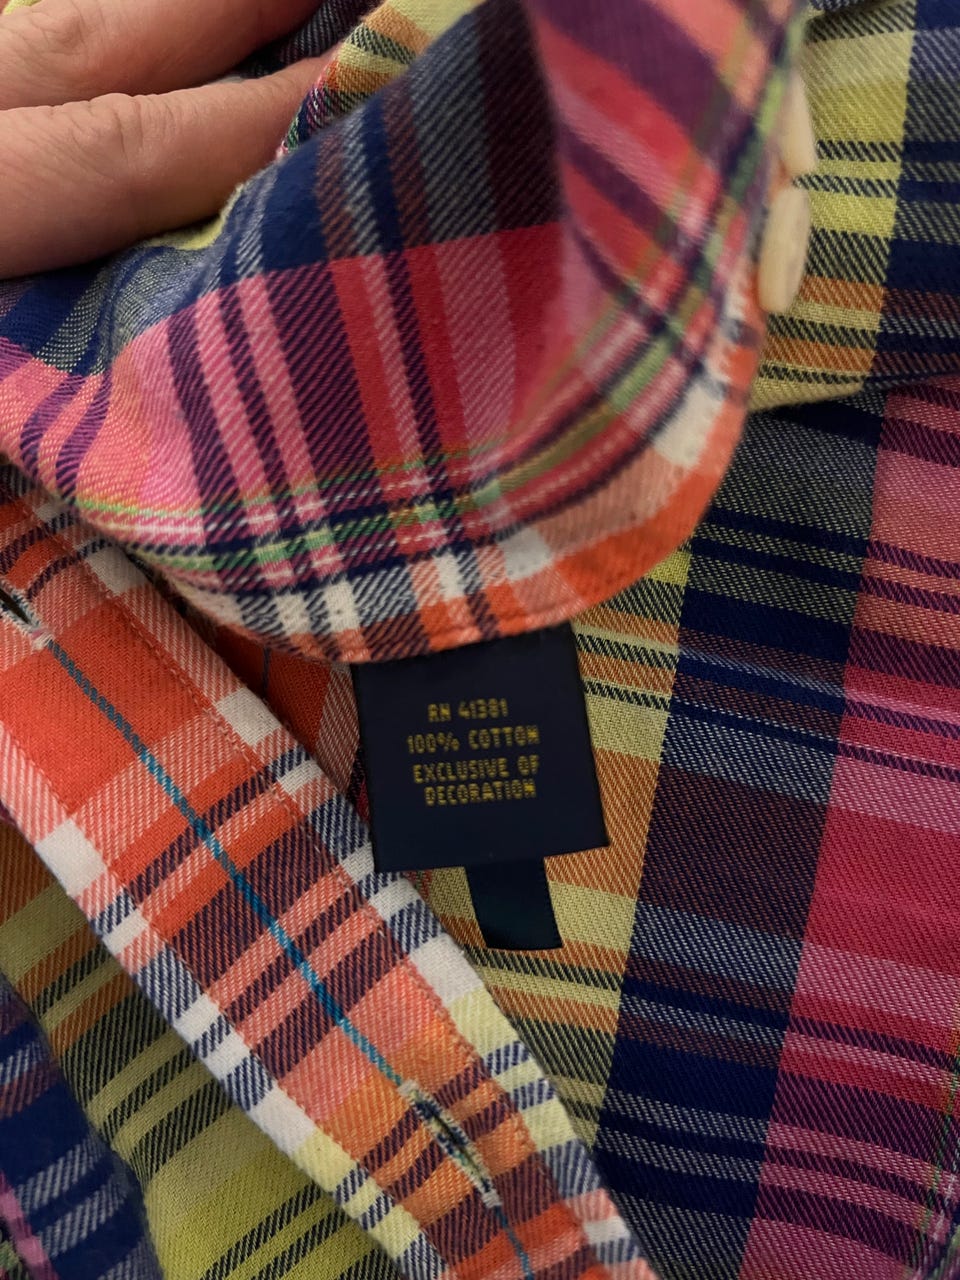 RN 41381
100% COTTON
EXCLUSIVE OF
DECORATION